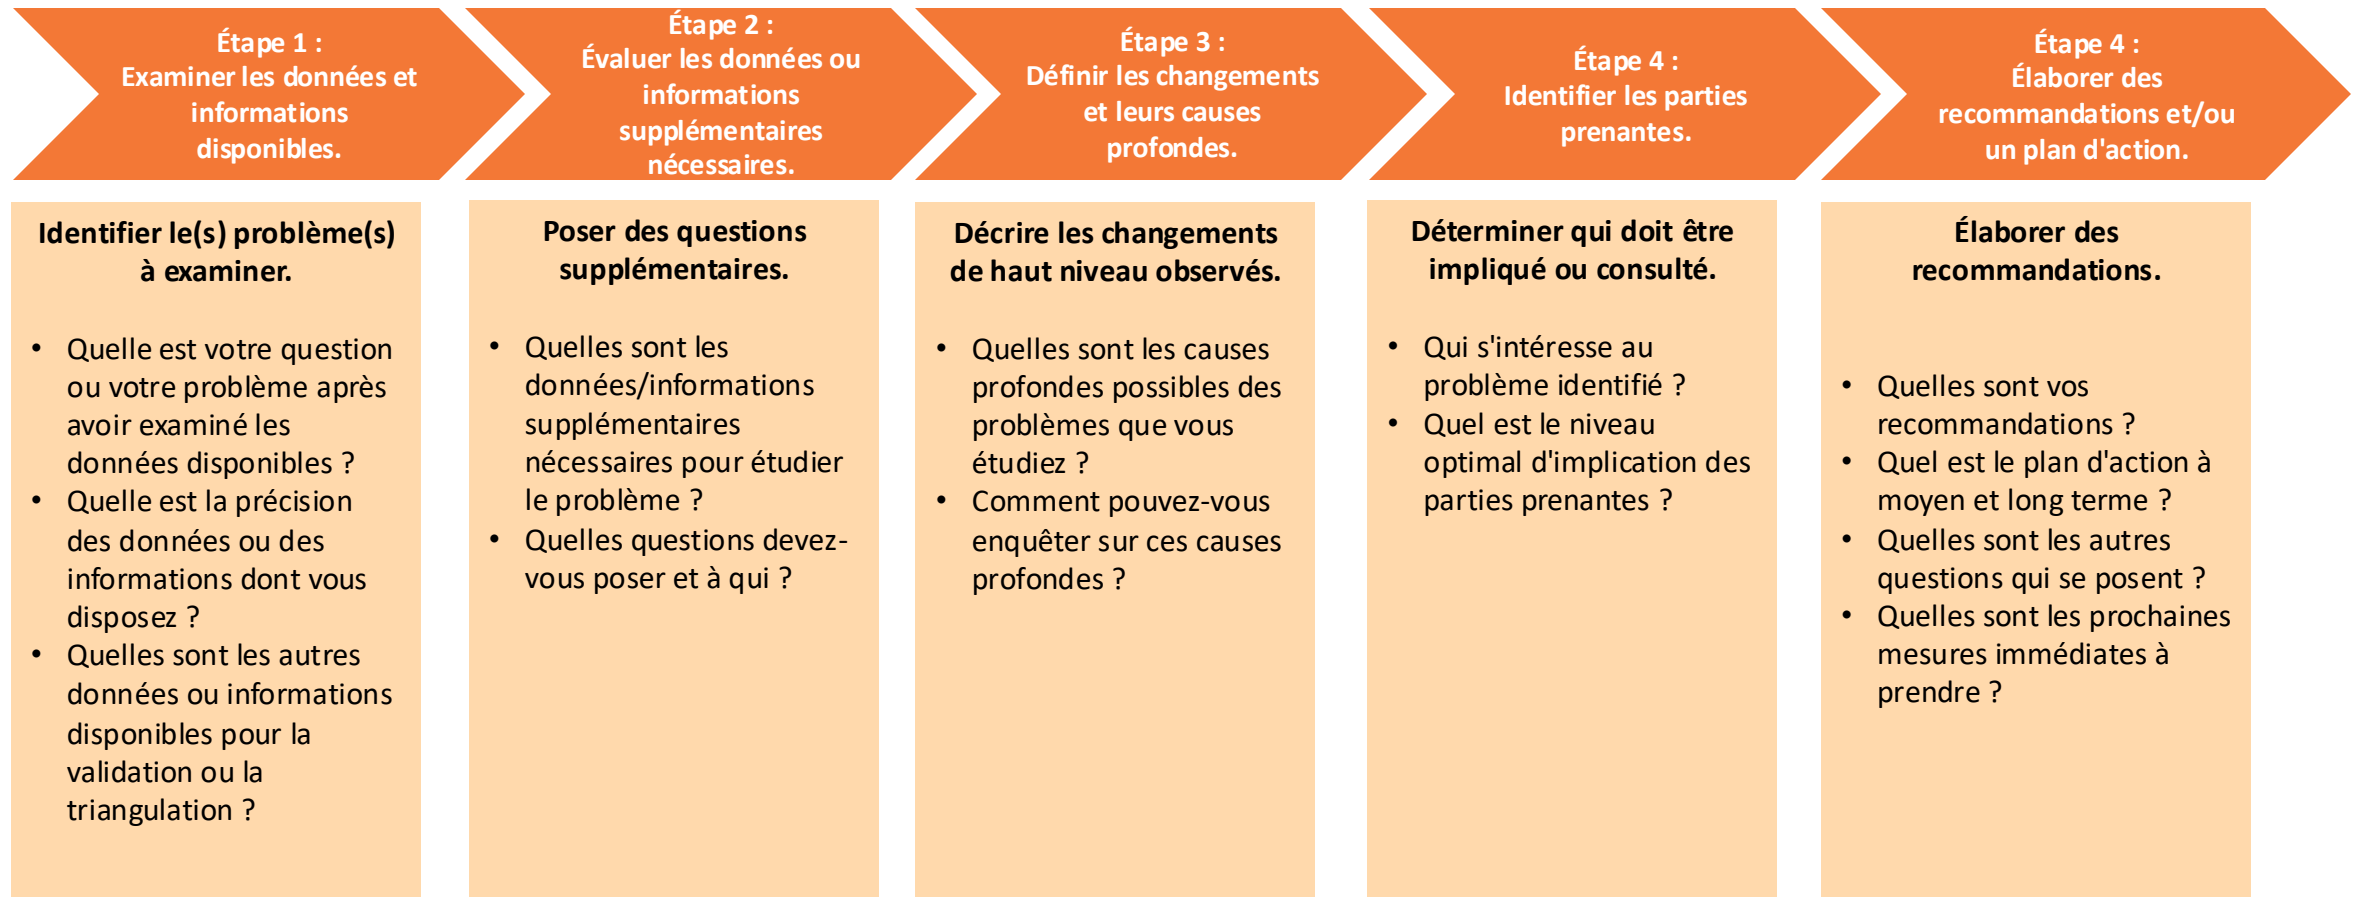 Étape 1 :
Examiner les données et
informations
disponibles.
Étape 2 :
Évaluer les données ou
informations
supplémentaires
nécessaires.
Étape 3 :
Définir les changements
et leurs causes
profondes.
Étape 4 :
Identifier les parties
prenantes.
Étape 4 :
Élaborer des
recommandations et/ou
un plan d'action.
Identifier le(s) problème(s)
à examiner.
• Quelle est votre question
ou votre problème après
avoir examiné les
données disponibles ?
• Quelle est la précision
des données ou des
informations dont vous
disposez ?
• Quelles sont les autres
données ou informations
disponibles pour la
validation ou la
triangulation ?
Poser des questions
supplémentaires.
• Quelles sont les
données/informations
supplémentaires
nécessaires pour étudier
le problème ?
• Quelles questions devez-
vous poser et à qui ?
Décrire les changements
de haut niveau observés.
• Quelles sont les causes
profondes possibles des
problèmes que vous
étudiez ?
• Comment pouvez-vous
enquêter sur ces causes
profondes ?
Déterminer qui doit être
impliqué ou consulté.
• Qui s'intéresse au
problème identifié ?
• Quel est le niveau
optimal d'implication des
parties prenantes ?
Élaborer des
recommandations.
• Quelles sont vos
recommandations ?
• Quel est le plan d'action à
moyen et long terme ?
• Quelles sont les autres
questions qui se posent ?
• Quelles sont les prochaines
mesures immédiates à
prendre ?